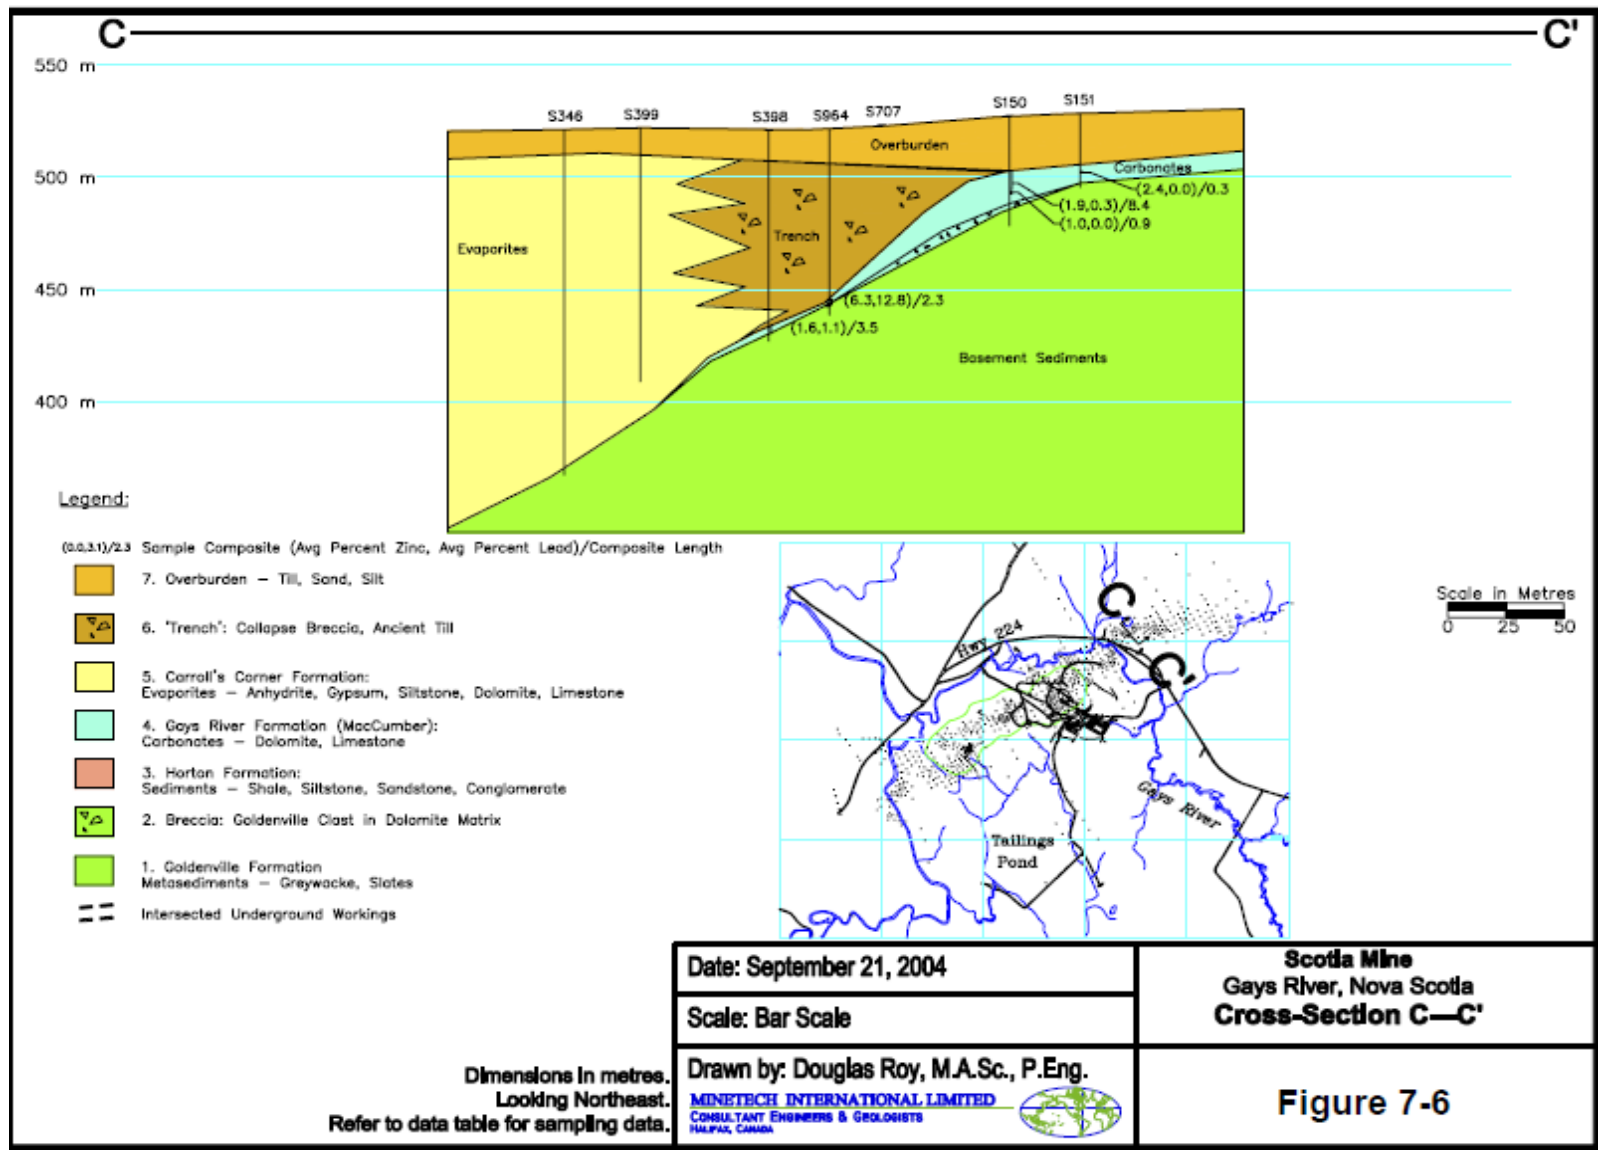 C
C'
550 m
500 m
450 m
400 m
S346
S399
S398
S964
S707
S150
S151
Overburden
Carbonates
(2.4,0.0)/0.3
(1.9,0.3)/8.4
(1.0,0.0)/0.9
Evaporites
Trench
(6.3,12.8)/2.3
(1.6,1.1)/3.5
Basement Sediments
Legend:
(0.0,3.1)/2.3 Sample Composite (Avg Percent Zinc, Avg Percent Lead)/Composite Length
7. Overburden – Till, Sand, Silt
6. 'Trench': Collapse Breccia, Ancient Till
5. Carroll's Corner Formation:
Evaporites – Anhydrite, Gypsum, Siltstone, Dolomite, Limestone
4. Gays River Formation (MacCumber):
Carbonates – Dolomite, Limestone
3. Horton Formation:
Sediments – Shale, Siltstone, Sandstone, Conglomerate
2. Breccia: Goldenville Clast in Dolomite Matrix
1. Goldenville Formation
Metasediments – Greywacke, Slates
Intersected Underground Workings
Scale in Metres
0 25 50
C
C'
Hwy 224
Gays River
Tailings
Pond
Date: September 21, 2004
Scale: Bar Scale
Drawn by: Douglas Roy, M.A.Sc., P.Eng.
MINETECH INTERNATIONAL LIMITED
CONSULTANT ENGINEERS & GEOLOGISTS
HALIFAX, CANADA
Scotia Mine
Gays River, Nova Scotia
Cross-Section C—C'
Figure 7-6
Dimensions in metres.
Looking Northeast.
Refer to data table for sampling data.